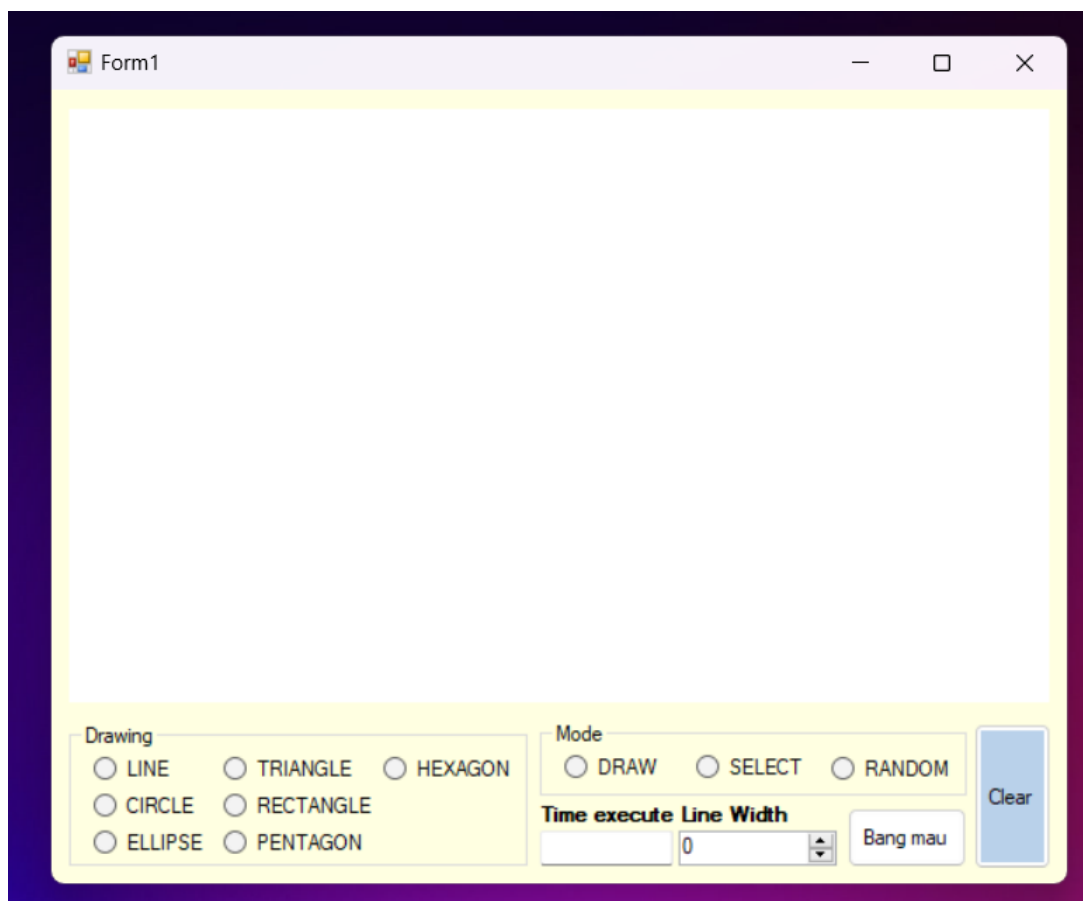 Form1
Drawing
LINE TRIANGLE HEXAGON
CIRCLE RECTANGLE
ELLIPSE PENTAGON
Mode
DRAW SELECT RANDOM
Time execute Line Width
0
Bang mau
Clear